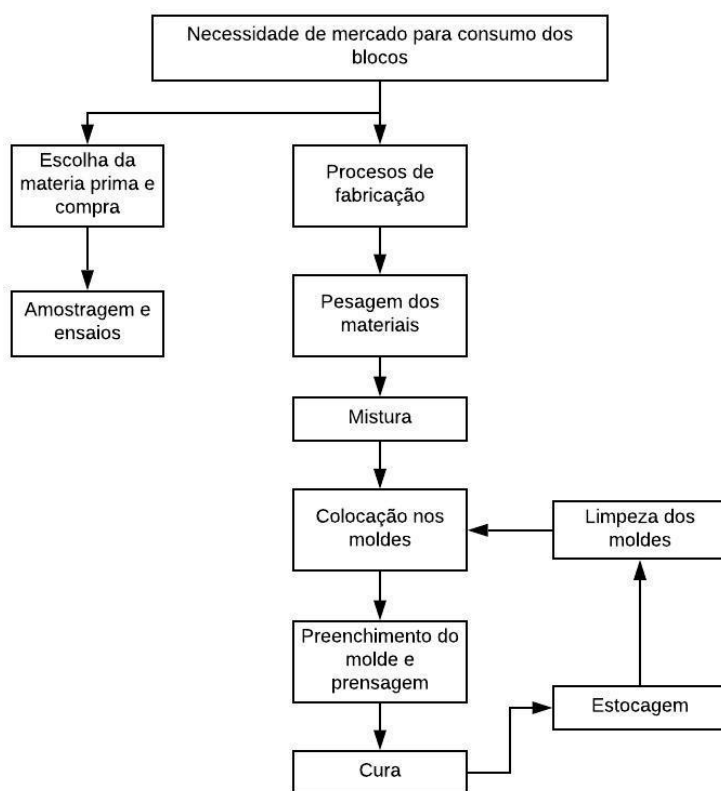 Necessidade de mercado para consumo dos
blocos
Escolha da
materia prima e
compra
Procesos de
fabricação
Amostragem e
ensaios
Pesagem dos
materiais
Mistura
Colocação nos
moldes
Limpeza dos
moldes
Preenchimento do
molde e
prensagem
Estocagem
Cura